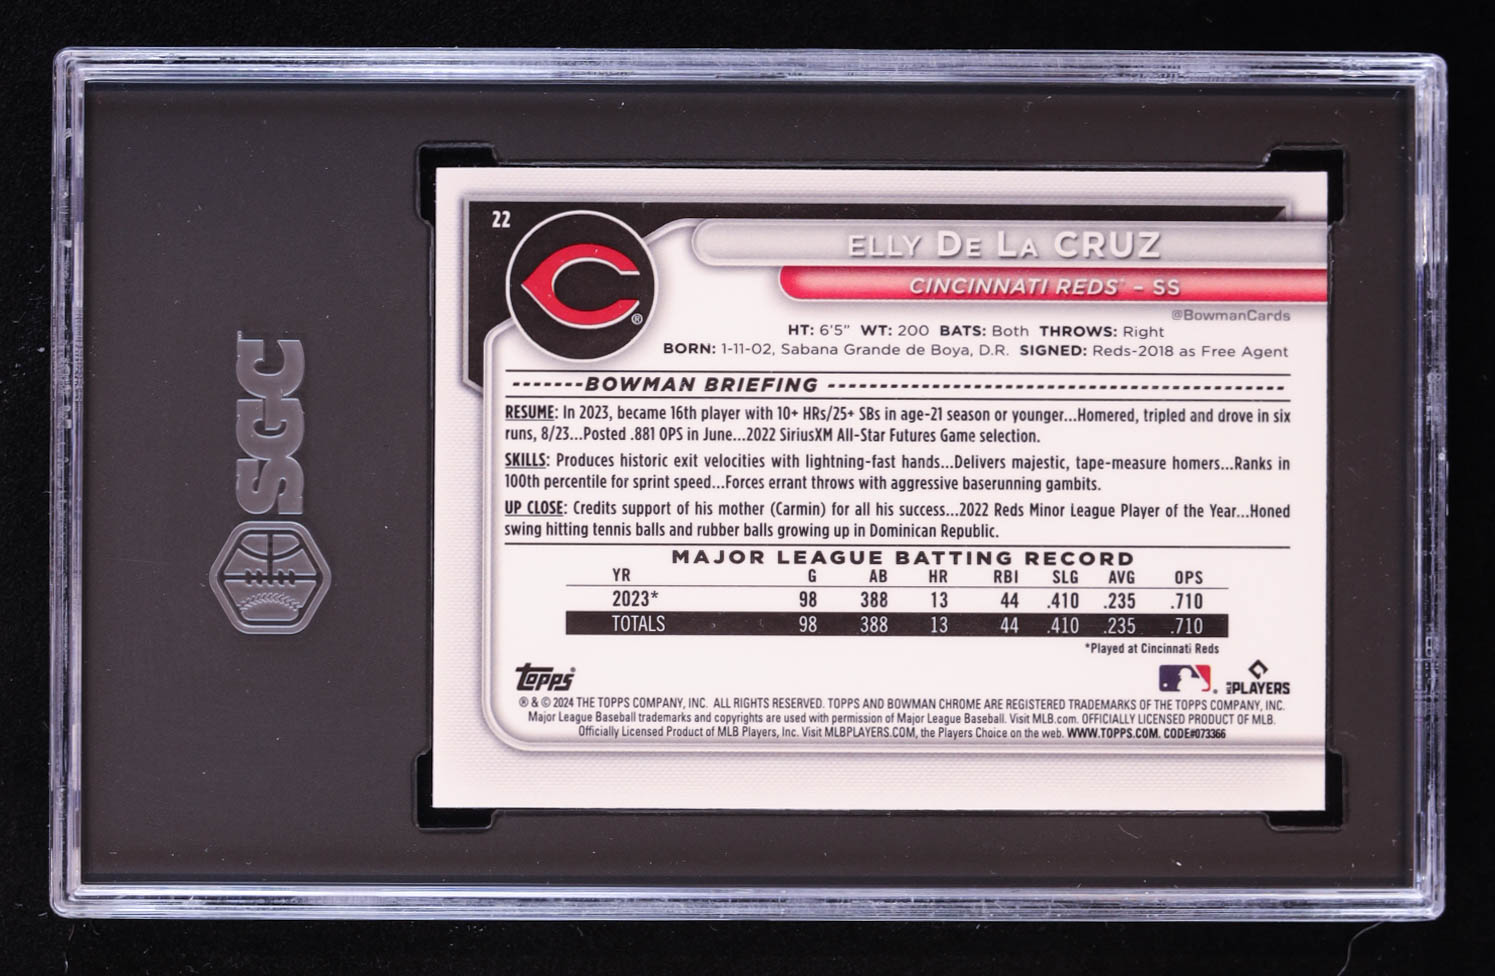 22
ELLY DE LA CRUZ
CINCINNATI REDS - SS
@BowmanCards
HT: 6'5" WT: 200 BATS: Both THROWS: Right
BORN: 1-11-02, Sabana Grande de Boya, D.R. SIGNED: Reds-2018 as Free Agent
-------BOWMAN BRIEFING ----------------------------------------
RESUME: In 2023, became 16th player with 10+ HRs/25+ SBs in age-21 season or younger...Homered, tripled and drove in six
runs, 8/23...Posted .881 OPS in June...2022 SiriusXM All-Star Futures Game selection.
SKILLS: Produces historic exit velocities with lightning-fast hands...Delivers majestic, tape-measure homers...Ranks in
100th percentile for sprint speed...Forces errant throws with aggressive baserunning gambits.
UP CLOSE: Credits support of his mother (Carmin) for all his success...2022 Reds Minor League Player of the Year...Honed
swing hitting tennis balls and rubber balls growing up in Dominican Republic.
MAJOR LEAGUE BATTING RECORD
YR G AB HR RBI SLG AVG OPS
2023* 98 388 13 44 .410 .235 .710
TOTALS 98 388 13 44 .410 .235 .710
*Played at Cincinnati Reds
Topps
MLB PLAYERS
® & © 2024 THE TOPPS COMPANY, INC. ALL RIGHTS RESERVED. TOPPS AND BOWMAN CHROME ARE REGISTERED TRADEMARKS OF THE TOPPS COMPANY, INC.
Major League Baseball trademarks and copyrights are used with permission of Major League Baseball. Visit MLB.com. OFFICIALLY LICENSED PRODUCT OF MLB.
Officially Licensed Product of MLB Players, Inc. Visit MLBPLAYERS.COM, the Players Choice on the web. WWW.TOPPS.COM. CODE#073366
SGC